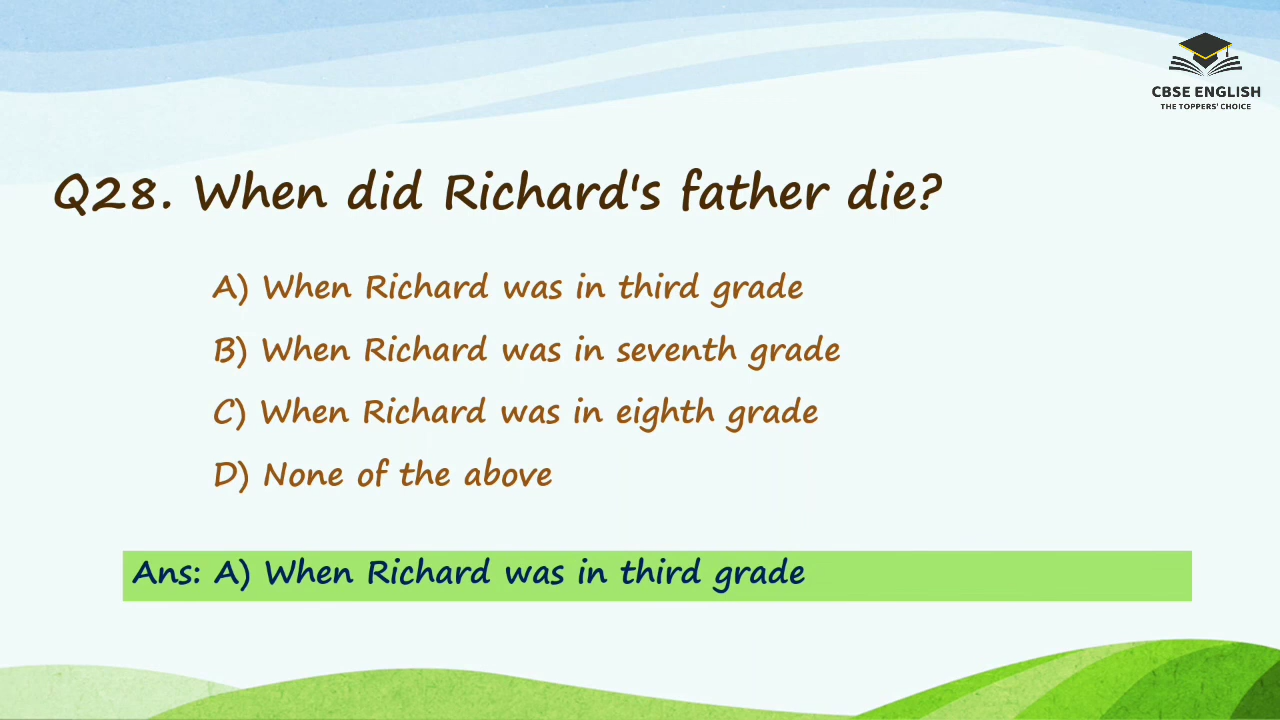 CBSE ENGLISH
THE TOPPERS' CHOICE
Q28. When did Richard's father die?
A) When Richard was in third grade
B) When Richard was in seventh grade
C) When Richard was in eighth grade
D) None of the above
Ans: A) When Richard was in third grade